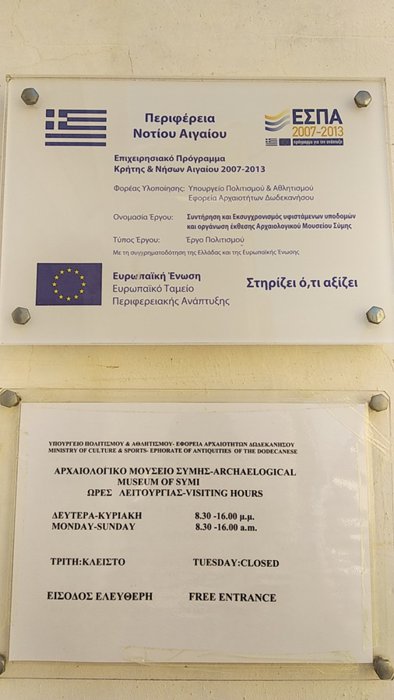 Περιφέρεια
Νοτίου Αιγαίου
ΕΣΠΑ
2007-2013
πρόγραμμα για την ανάπτυξη
Επιχειρησιακό Πρόγραμμα
Κρήτης & Νήσων Αιγαίου 2007-2013
Φορέας Υλοποίησης: Υπουργείο Πολιτισμού & Αθλητισμού
Εφορεία Αρχαιοτήτων Δωδεκανήσου
Ονομασία Έργου: Συντήρηση και Εκσυγχρονισμός υφιστάμενων υποδομών
και οργάνωση έκθεσης Αρχαιολογικού Μουσείου Σύμης
Τύπος Έργου: Έργο Πολιτισμού
Με τη συγχρηματοδότηση της Ελλάδας και της Ευρωπαϊκής Ένωσης
Ευρωπαϊκή Ένωση
Ευρωπαϊκό Ταμείο
Περιφερειακής Ανάπτυξης
Στηρίζει ό,τι αξίζει
ΥΠΟΥΡΓΕΙΟ ΠΟΛΙΤΙΣΜΟΥ & ΑΘΛΗΤΙΣΜΟΥ- ΕΦΟΡΕΙΑ ΑΡΧΑΙΟΤΗΤΩΝ ΔΩΔΕΚΑΝΗΣΟΥ
MINISTRY OF CULTURE & SPORTS- EPHORATE OF ANTIQUITIES OF THE DODECANESE
ΑΡΧΑΙΟΛΟΓΙΚΟ ΜΟΥΣΕΙΟ ΣΥΜΗΣ-ARCHAELOGICAL
MUSEUM OF SYMI
ΩΡΕΣ ΛΕΙΤΟΥΡΓΙΑΣ-VISITING HOURS
ΔΕΥΤΕΡΑ-ΚΥΡΙΑΚΗ 8.30 -16.00 μ.μ.
MONDAY-SUNDAY 8.30 -16.00 a.m.
ΤΡΙΤΗ:ΚΛΕΙΣΤΟ TUESDAY:CLOSED
ΕΙΣΟΔΟΣ ΕΛΕΥΘΕΡΗ FREE ENTRANCE